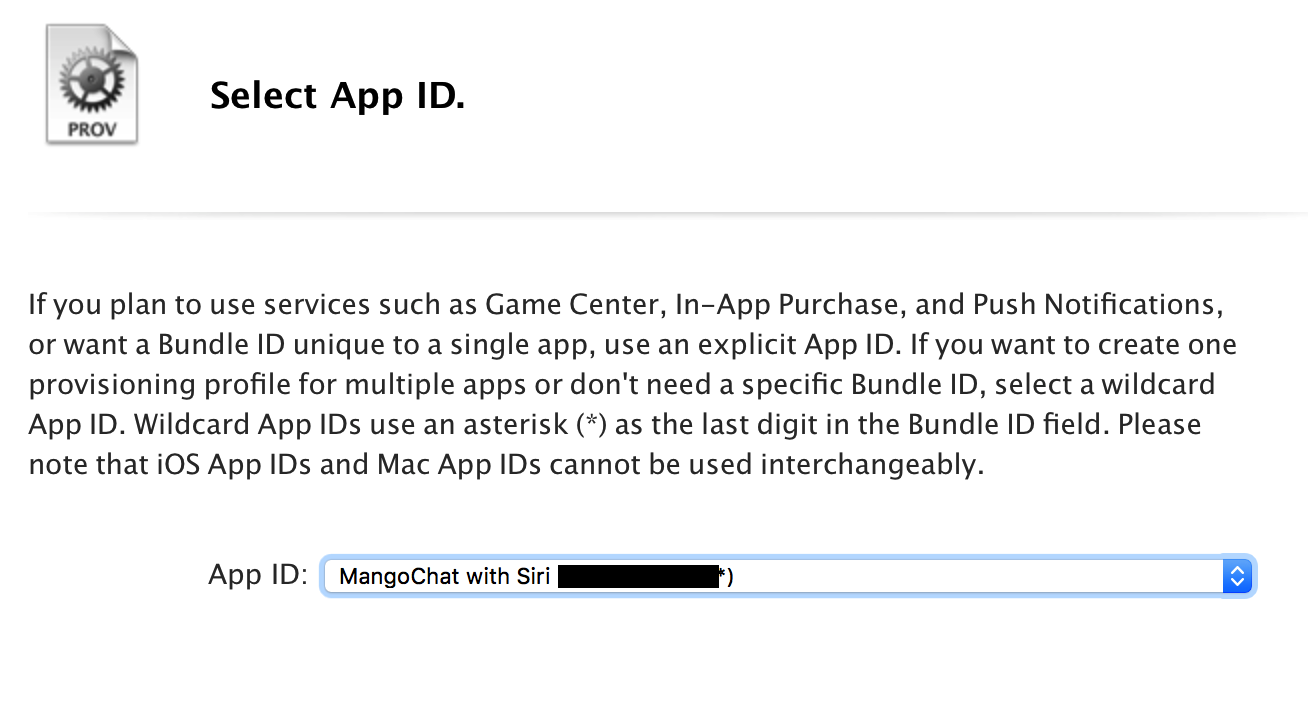 PROV
Select App ID.
If you plan to use services such as Game Center, In-App Purchase, and Push Notifications,
or want a Bundle ID unique to a single app, use an explicit App ID. If you want to create one
provisioning profile for multiple apps or don't need a specific Bundle ID, select a wildcard
App ID. Wildcard App IDs use an asterisk (*) as the last digit in the Bundle ID field. Please
note that iOS App IDs and Mac App IDs cannot be used interchangeably.
App ID: MangoChat with Siri *)